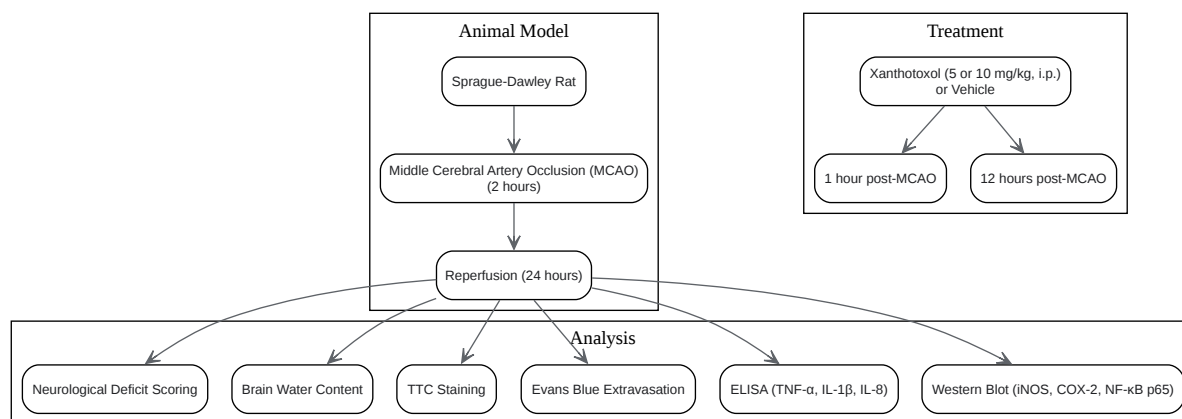 Animal Model
Sprague-Dawley Rat
Middle Cerebral Artery Occlusion (MCAO)
(2 hours)
Reperfusion (24 hours)
Treatment
Xanthotoxol (5 or 10 mg/kg, i.p.)
or Vehicle
1 hour post-MCAO
12 hours post-MCAO
Analysis
Neurological Deficit Scoring
Brain Water Content
TTC Staining
Evans Blue Extravasation
ELISA (TNF-α, IL-1β, IL-8)
Western Blot (iNOS, COX-2, NF-κB p65)